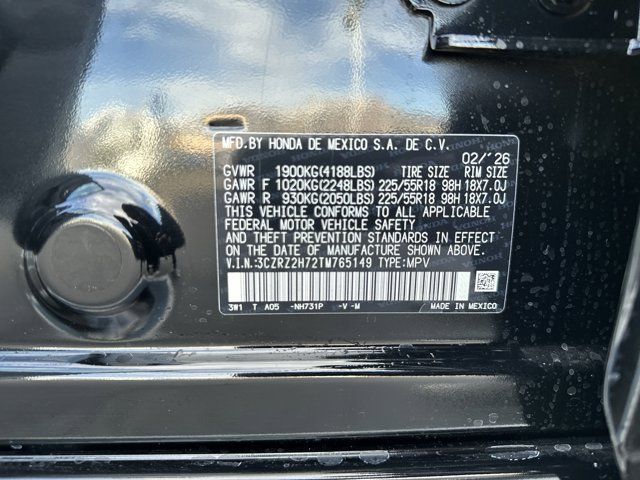 MFD.BY HONDA DE MEXICO S.A. DE C.V.
02/'26
GVWR 1900KG(4188LBS) TIRE SIZE RIM SIZE
GAWR F 1020KG(2248LBS) 225/55R18 98H 18X7.0J
GAWR R 930KG(2050LBS) 225/55R18 98H 18X7.0J
THIS VEHICLE CONFORMS TO ALL APPLICABLE
FEDERAL MOTOR VEHICLE SAFETY
AND THEFT PREVENTION STANDARDS IN EFFECT
ON THE DATE OF MANUFACTURE SHOWN ABOVE.
V.I.N.:3CZRZ2H72TM765149 TYPE:MPV
3W1 T A05 -NH731P -V -M MADE IN MEXICO